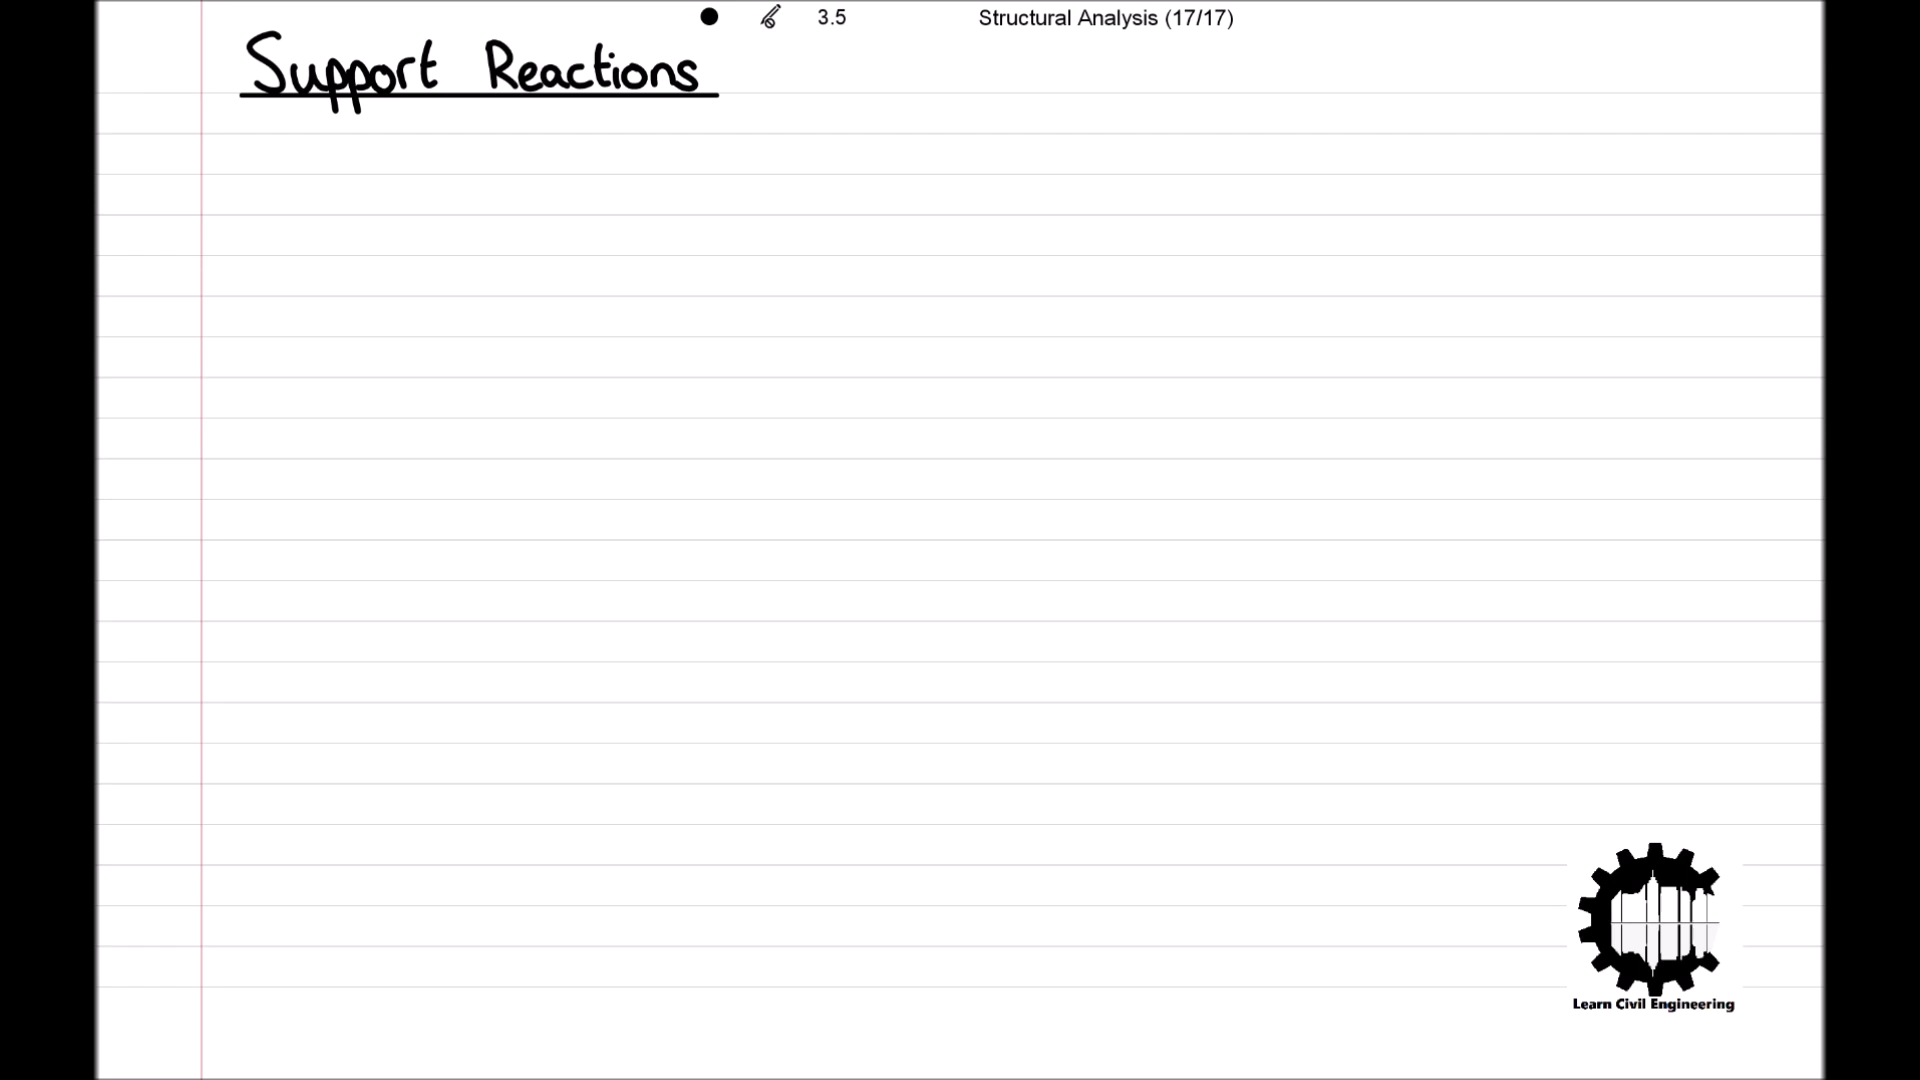 3.5 Structural Analysis (17/17)
Support Reactions
Learn Civil Engineering